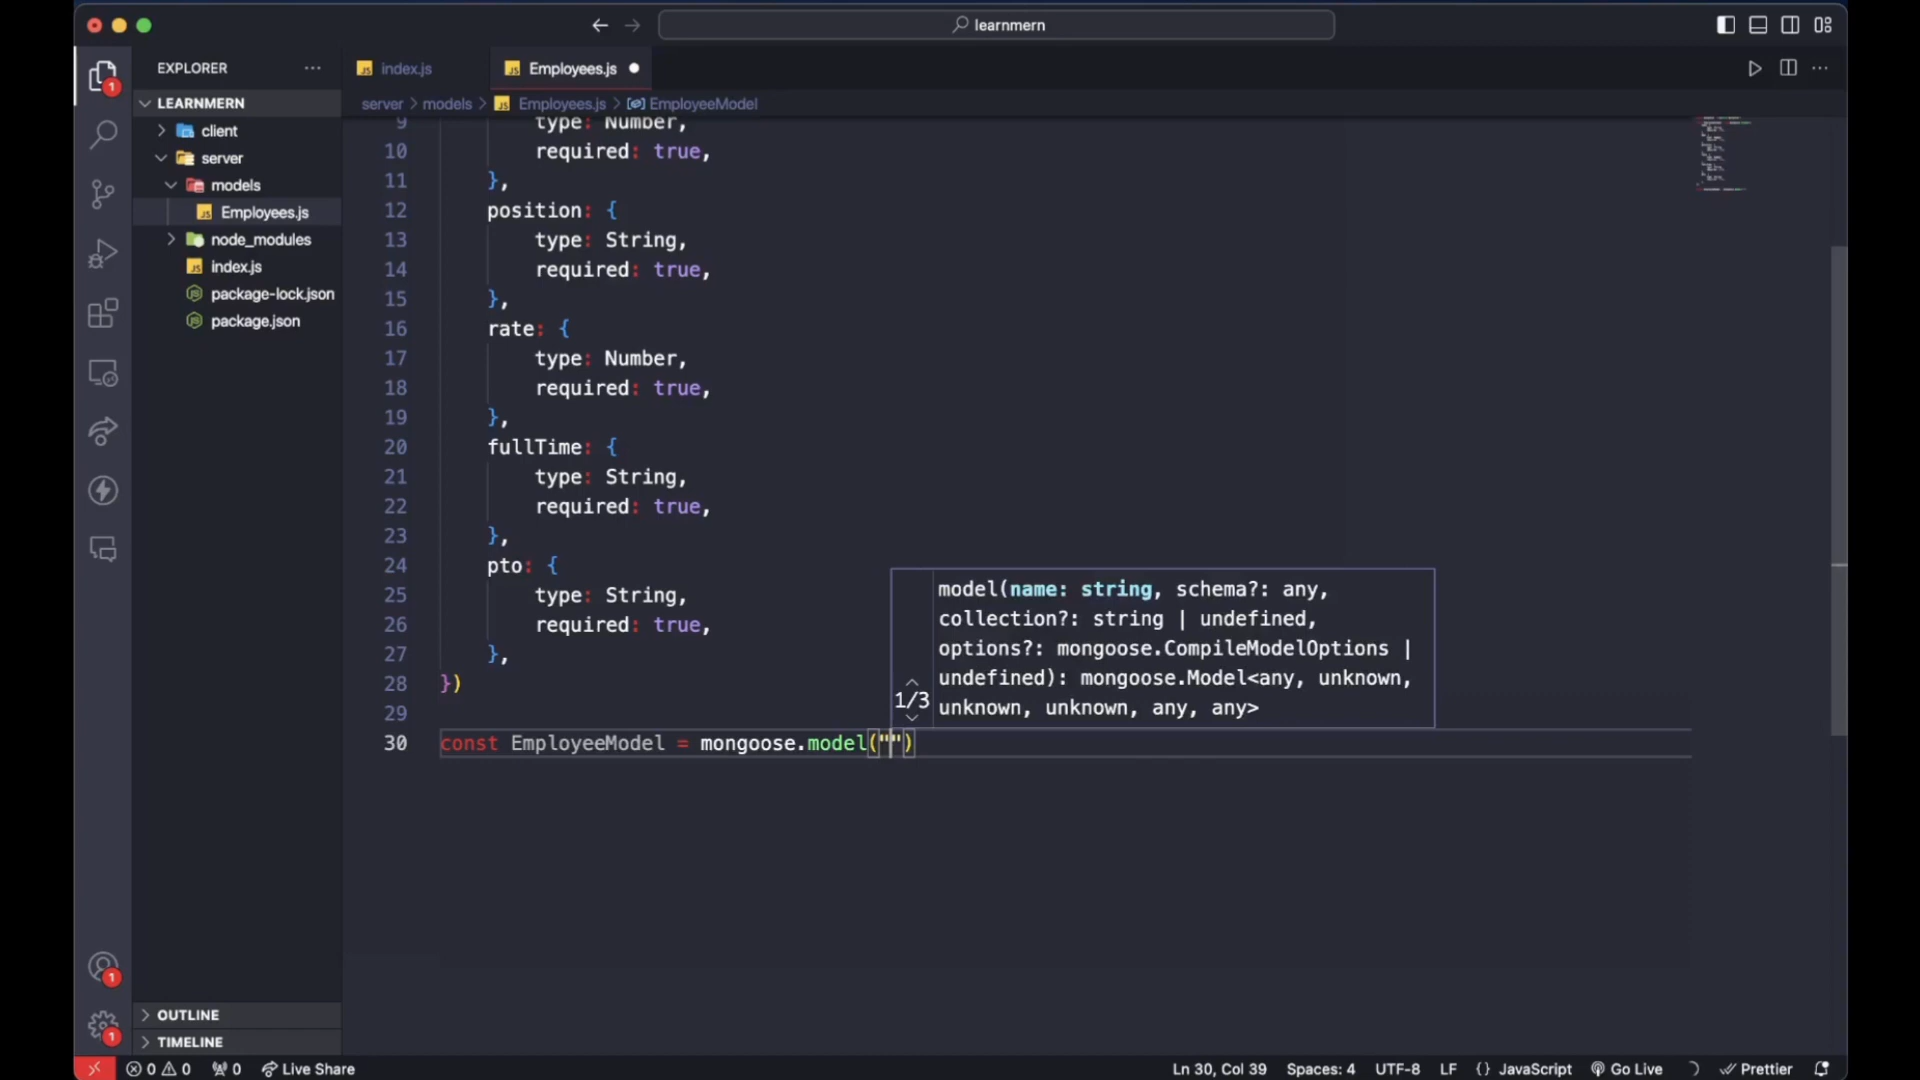 learnmern
EXPLORER
LEARNMERN
client
server
models
Employees.js
node_modules
index.js
package-lock.json
package.json
OUTLINE
TIMELINE
1
1
1
index.js
Employees.js
server > models > Employees.js > EmployeeModel
9 type: Number,
10 required: true,
11 },
12 position: {
13 type: String,
14 required: true,
15 },
16 rate: {
17 type: Number,
18 required: true,
19 },
20 fullTime: {
21 type: String,
22 required: true,
23 },
24 pto: {
25 type: String,
26 required: true,
27 },
28 })
29
30 const EmployeeModel = mongoose.model("")
model(name: string, schema?: any,
collection?: string | undefined,
options?: mongoose.CompileModelOptions |
undefined): mongoose.Model<any, unknown,
unknown, unknown, any, any>
1/3
0 0 0 Live Share Ln 30, Col 39 Spaces: 4 UTF-8 LF {} JavaScript Go Live Prettier